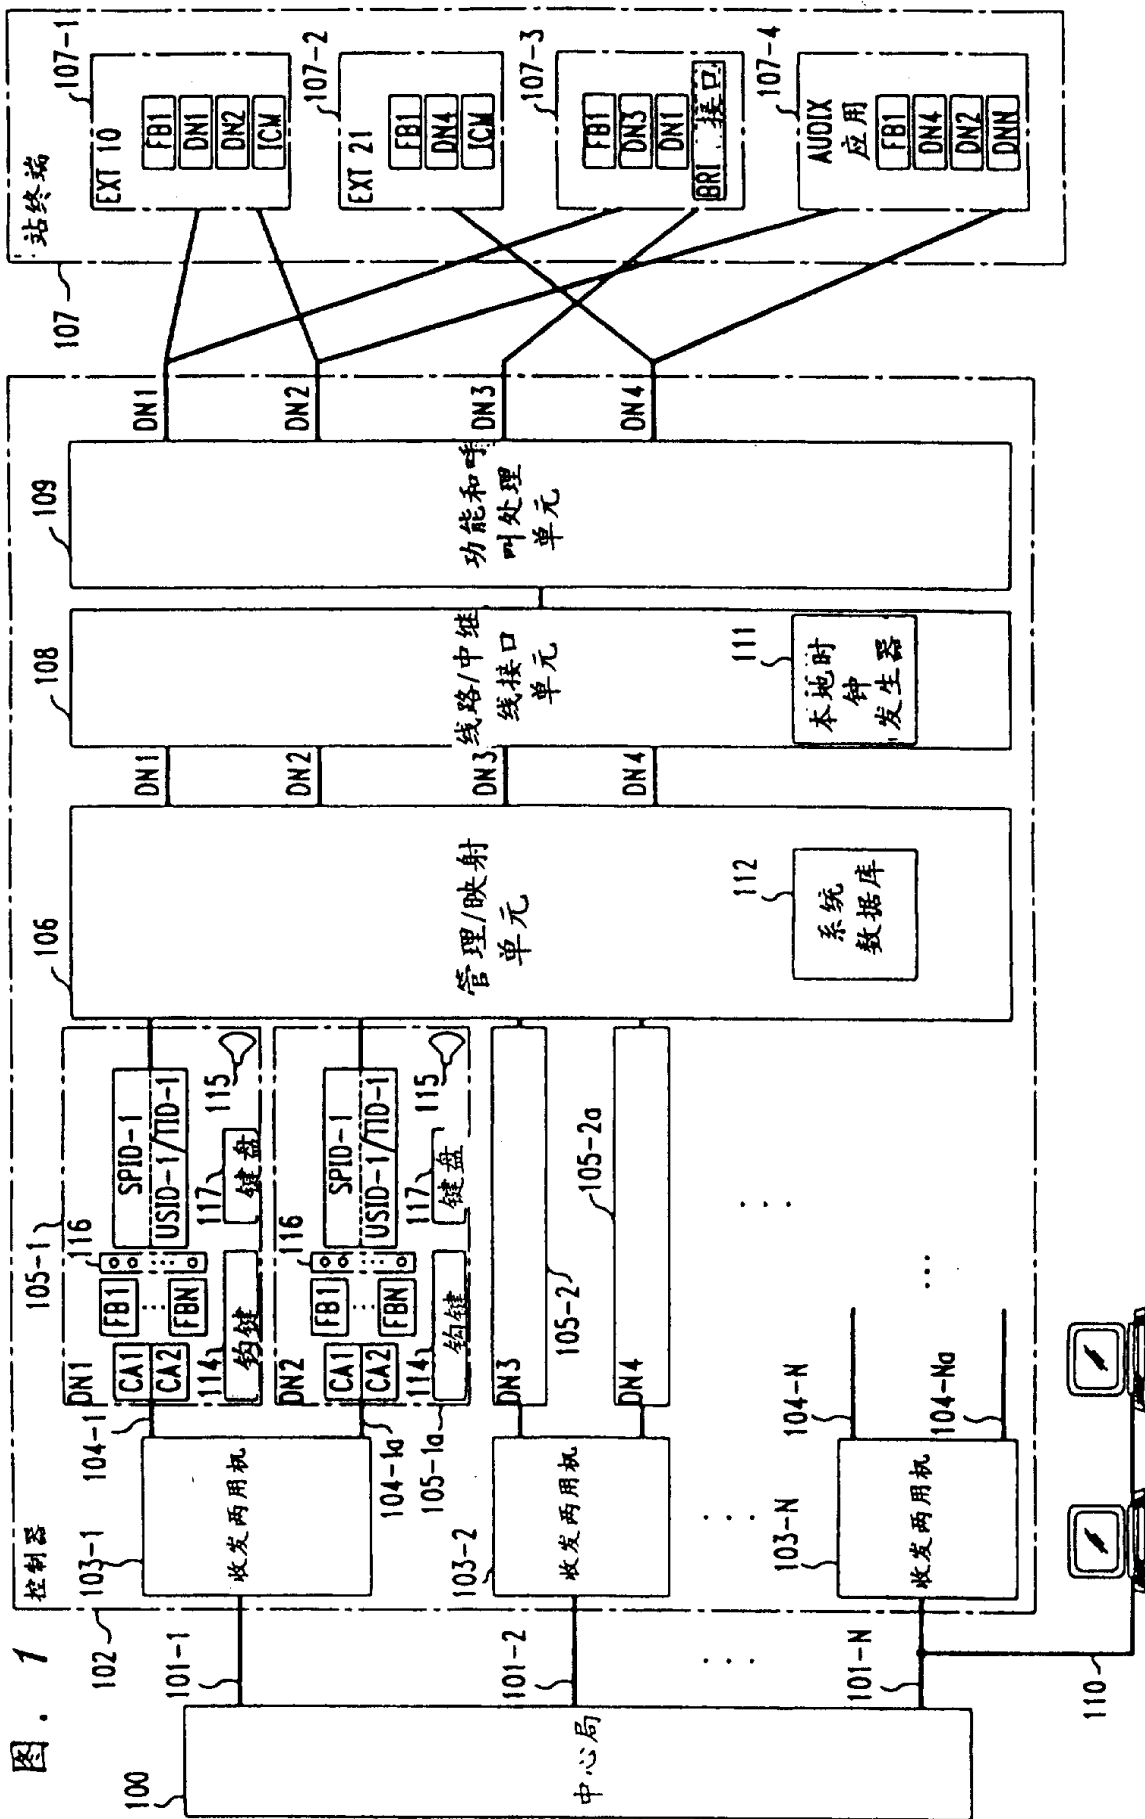 图. 1
100
中心局
101-1
101-2
101-N
110
102
控制器
103-1
收发两用机
103-2
收发两用机
103-N
收发两用机
104-1
104-1a
104-N
104-Na
105-1
DN1
CA1
CA2
FB1
FBN
116
SPID-1
USID-1/TID-1
114
钩键
117
键盘
115
105-1a
DN2
CA1
CA2
FB1
FBN
116
SPID-1
USID-1/TID-1
114
钩键
117
键盘
115
DN3
105-2
DN4
105-2a
106
管理/映射
单元
112
系统
数据库
DN1
DN2
DN3
DN4
108
线路/中继
线接口
单元
111
本地时
钟
发生器
109
功能和呼
叫处理
单元
DN1
DN2
DN3
DN4
107
站终端
107-1
EXT 10
FB1
DN1
DN2
ICM
107-2
EXT 21
FB1
DN4
ICM
107-3
FB1
DN3
DN1
BRI 接口
107-4
AUDIX
应用
FB1
DN4
DN2
DNN